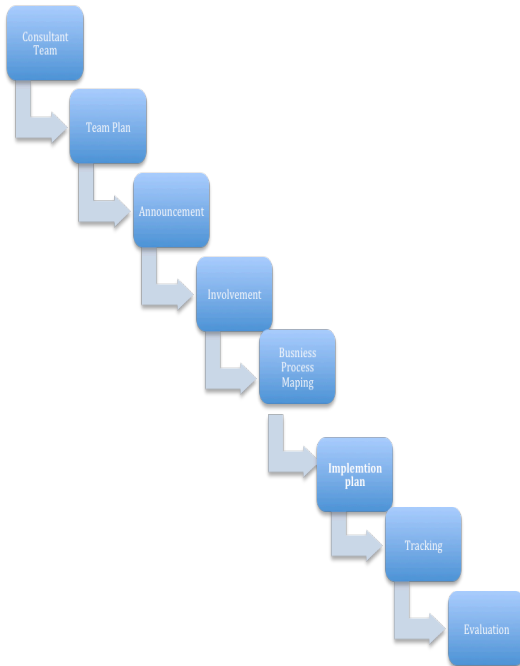 Consultant
Team
Team Plan
Announcement
Involvement
Busniess
Process
Maping
Implemtion
plan
Tracking
Evaluation